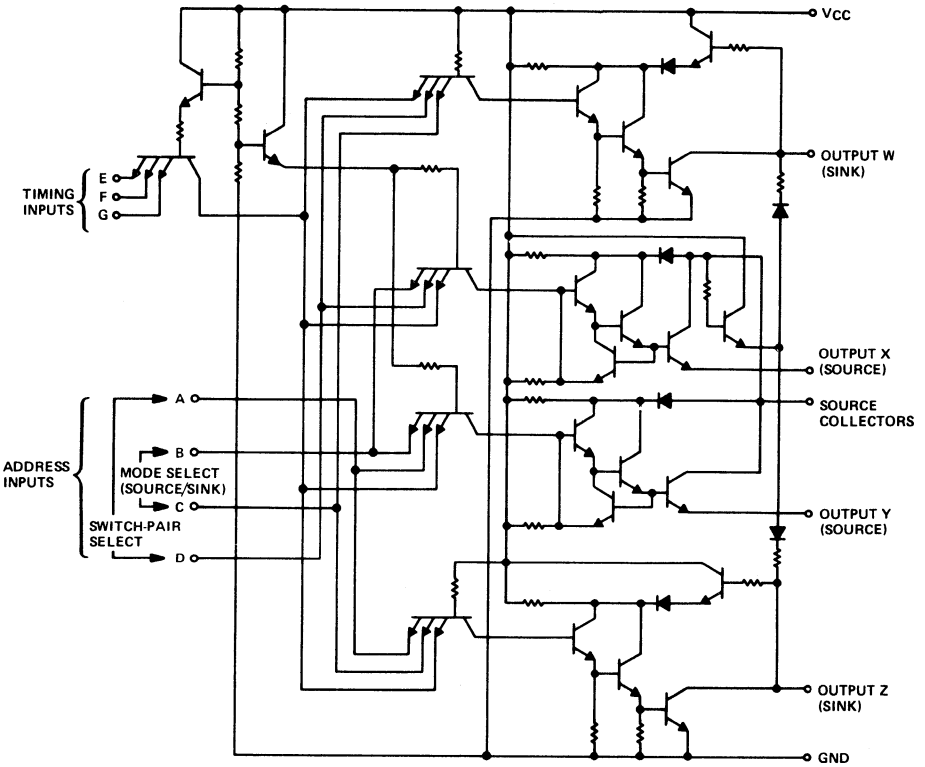 VCC
OUTPUT W
(SINK)
E
F
G
TIMING
INPUTS
OUTPUT X
(SOURCE)
SOURCE
COLLECTORS
ADDRESS
INPUTS
A
B
MODE SELECT
(SOURCE/SINK)
C
SWITCH-PAIR
SELECT
D
OUTPUT Y
(SOURCE)
OUTPUT Z
(SINK)
GND